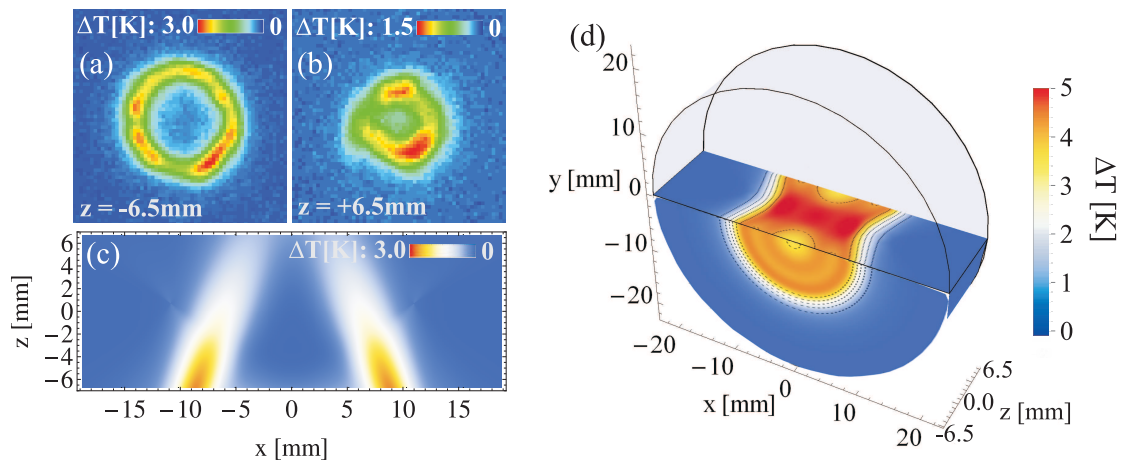 ΔT[K]: 3.0 0
(a)
z = -6.5mm
ΔT[K]: 1.5 0
(b)
z = +6.5mm
(c)
ΔT[K]: 3.0 0
z [mm]
6
4
2
0
−2
−4
−6
−15 −10 −5 0 5 10 15
x [mm]
(d)
y [mm]
20
10
0
−10
−20
−20
−10
0
10
20
x [mm]
6.5
0.0
-6.5
z [mm]
5
4
3
2
1
0
ΔT [K]